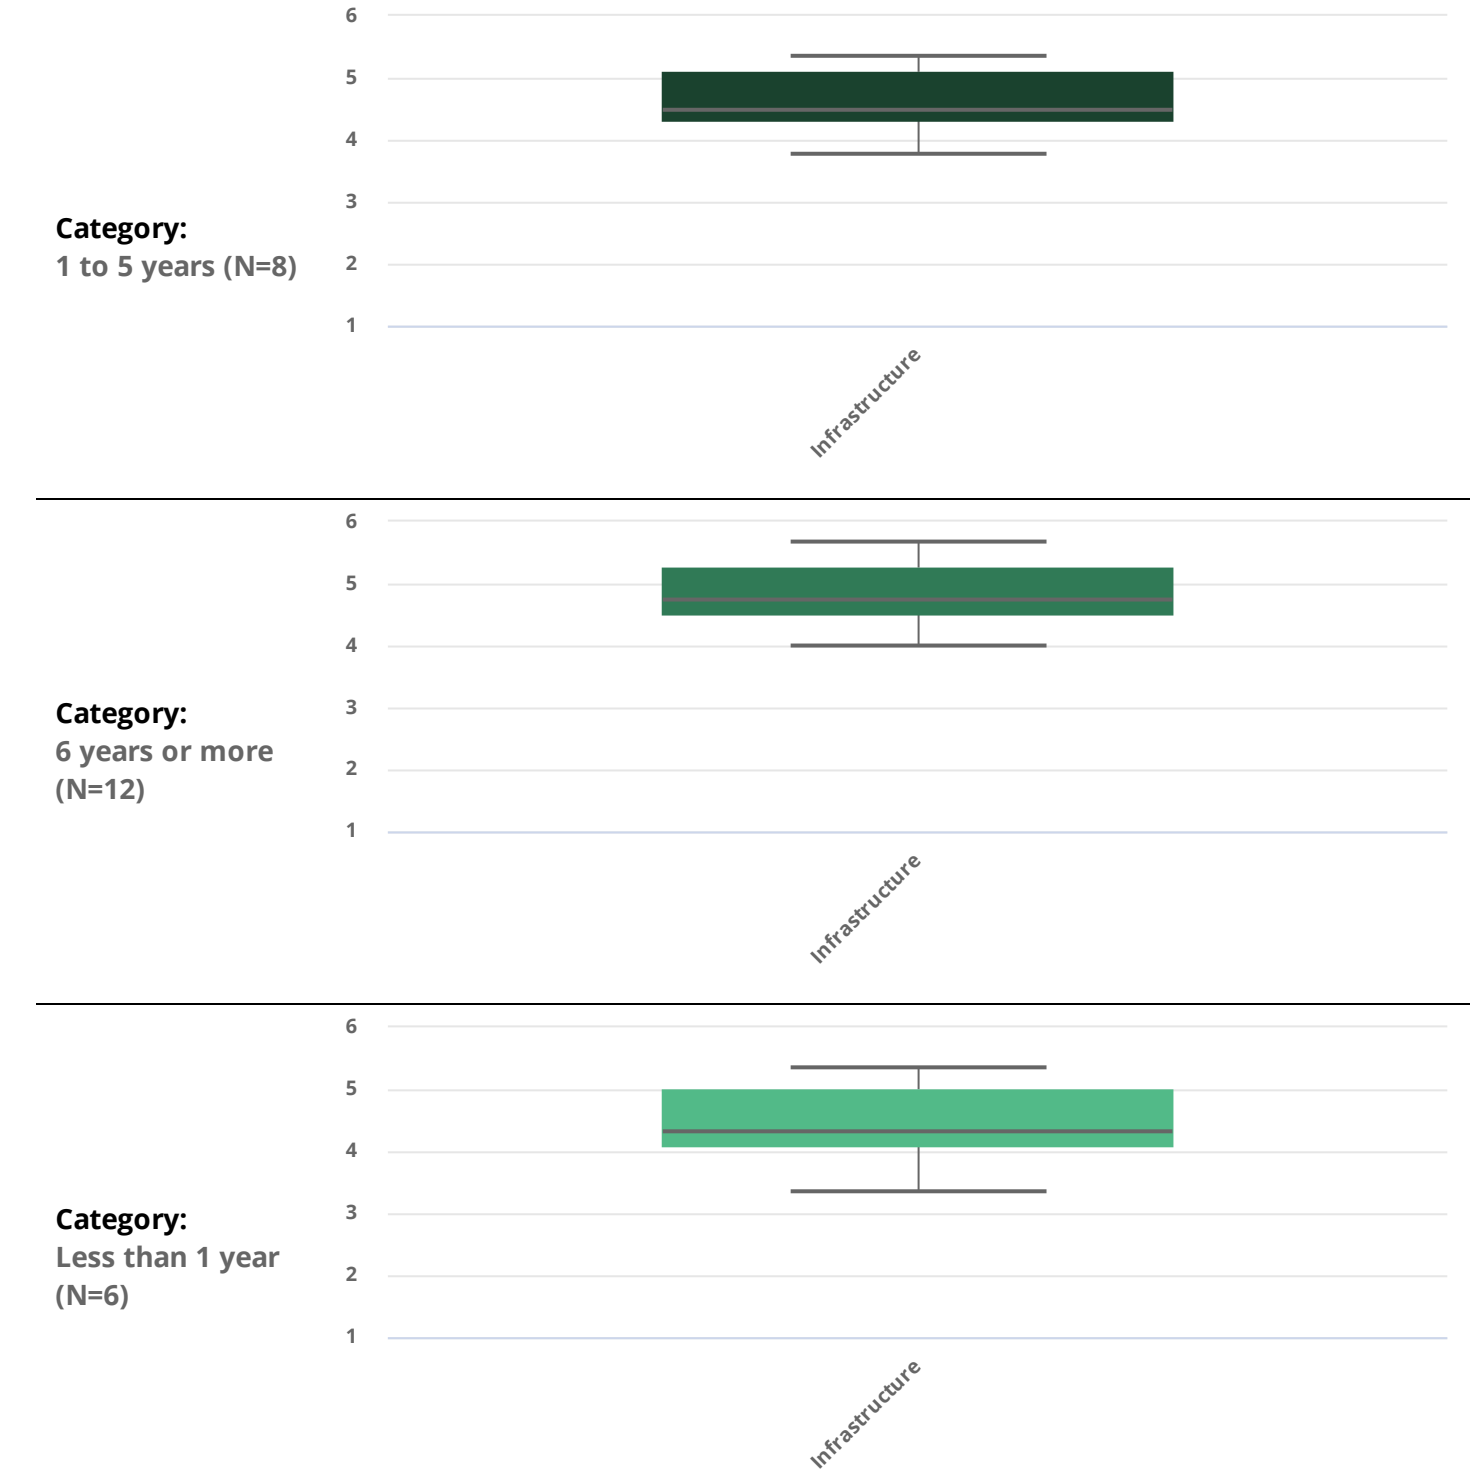 6
5
4
3
Category:
1 to 5 years (N=8)
2
1
Infrastructure
6
5
4
3
Category:
6 years or more
(N=12)
2
1
Infrastructure
6
5
4
3
Category:
Less than 1 year
(N=6)
2
1
Infrastructure